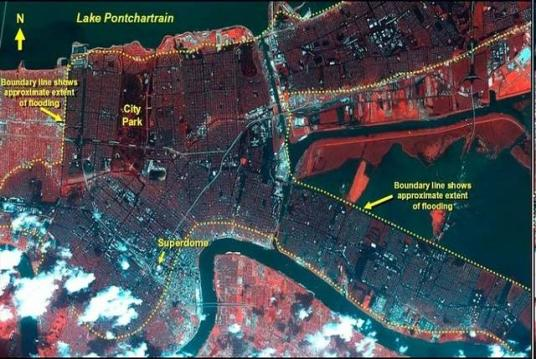 Lake Pontchartrain
N
Boundary line shows
approximate extent
of flooding
City
Park
Boundary line shows
approximate extent
of flooding
Superdome